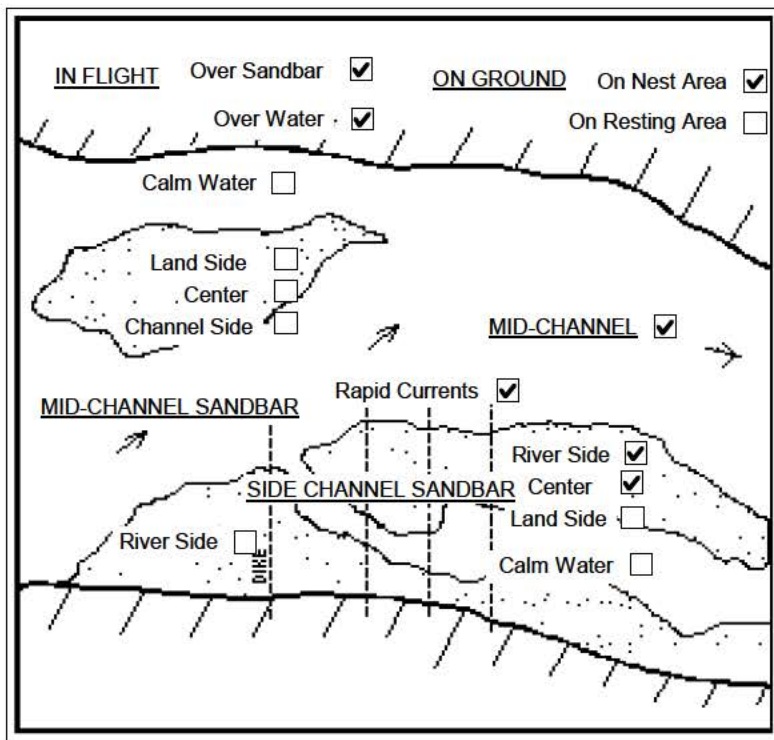 IN FLIGHT Over Sandbar ON GROUND On Nest Area
Over Water On Resting Area
Calm Water
Land Side
Center
Channel Side
MID-CHANNEL
Rapid Currents
MID-CHANNEL SANDBAR
River Side
SIDE CHANNEL SANDBAR Center
Land Side
River Side
DIKE
Calm Water